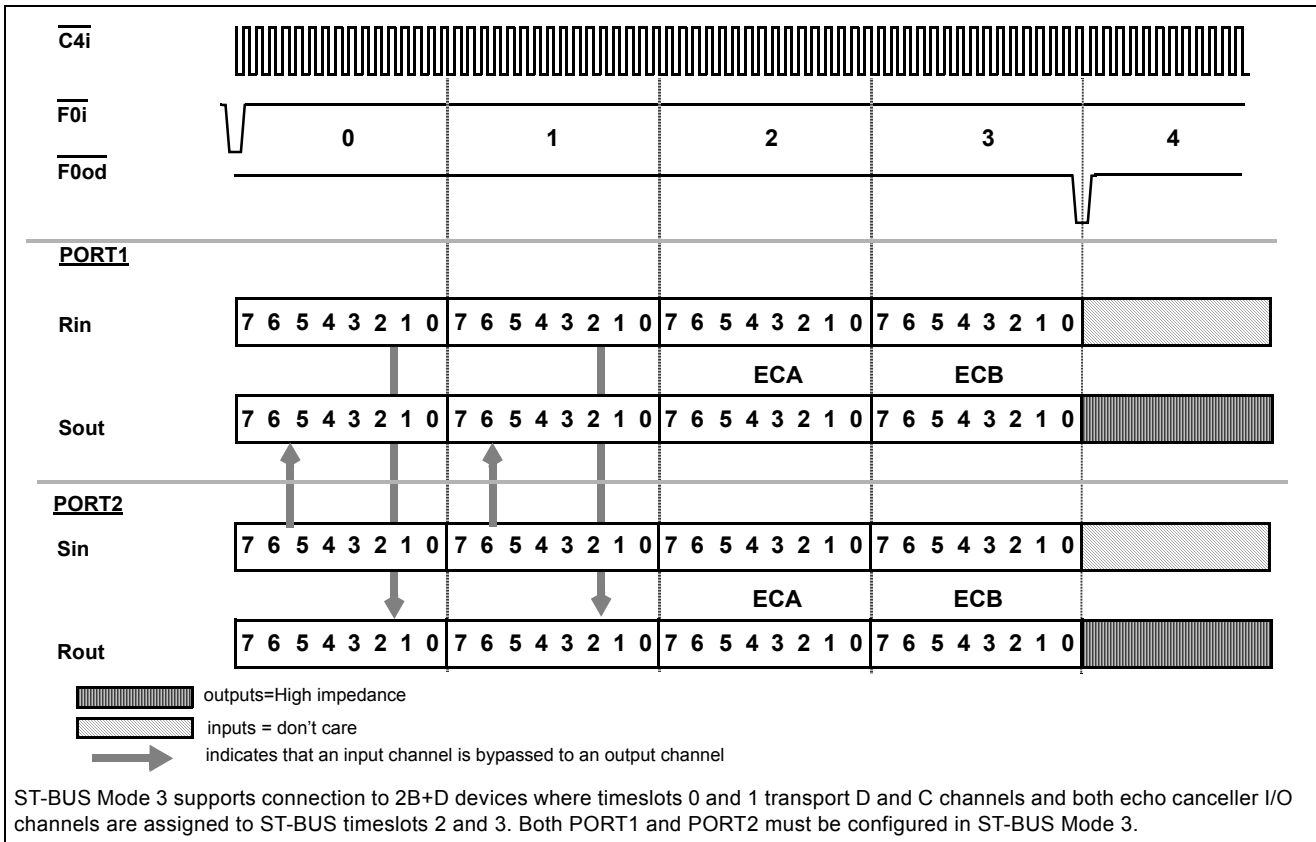 C4i
F0i
0 1 2 3 4
F0od
PORT1
Rin 7 6 5 4 3 2 1 0 7 6 5 4 3 2 1 0 7 6 5 4 3 2 1 0 7 6 5 4 3 2 1 0
ECA ECB
Sout 7 6 5 4 3 2 1 0 7 6 5 4 3 2 1 0 7 6 5 4 3 2 1 0 7 6 5 4 3 2 1 0
PORT2
Sin 7 6 5 4 3 2 1 0 7 6 5 4 3 2 1 0 7 6 5 4 3 2 1 0 7 6 5 4 3 2 1 0
ECA ECB
Rout 7 6 5 4 3 2 1 0 7 6 5 4 3 2 1 0 7 6 5 4 3 2 1 0 7 6 5 4 3 2 1 0
outputs=High impedance
inputs = don't care
indicates that an input channel is bypassed to an output channel
ST-BUS Mode 3 supports connection to 2B+D devices where timeslots 0 and 1 transport D and C channels and both echo canceller I/O
channels are assigned to ST-BUS timeslots 2 and 3. Both PORT1 and PORT2 must be configured in ST-BUS Mode 3.